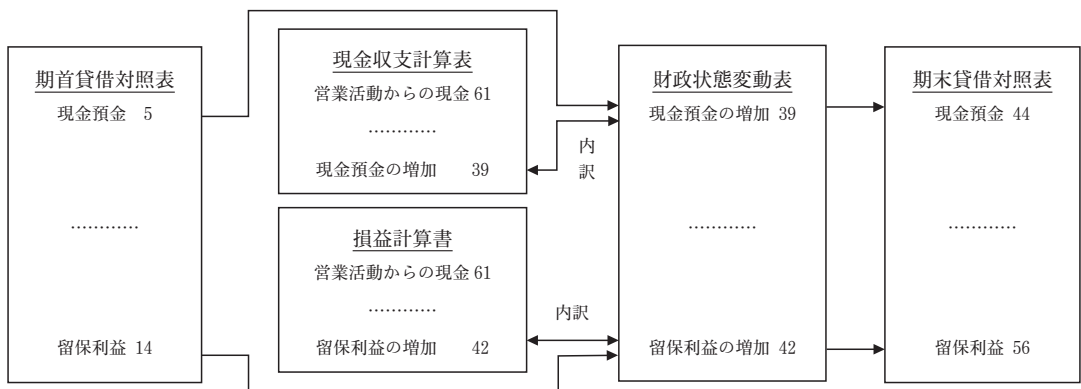 期首貸借対照表
現金預金 5
…………
留保利益 14
現金収支計算表
営業活動からの現金 61
…………
現金預金の増加 39
内訳
損益計算書
営業活動からの現金 61
…………
留保利益の増加 42
内訳
財政状態変動表
現金預金の増加 39
…………
留保利益の増加 42
期末貸借対照表
現金預金 44
…………
留保利益 56